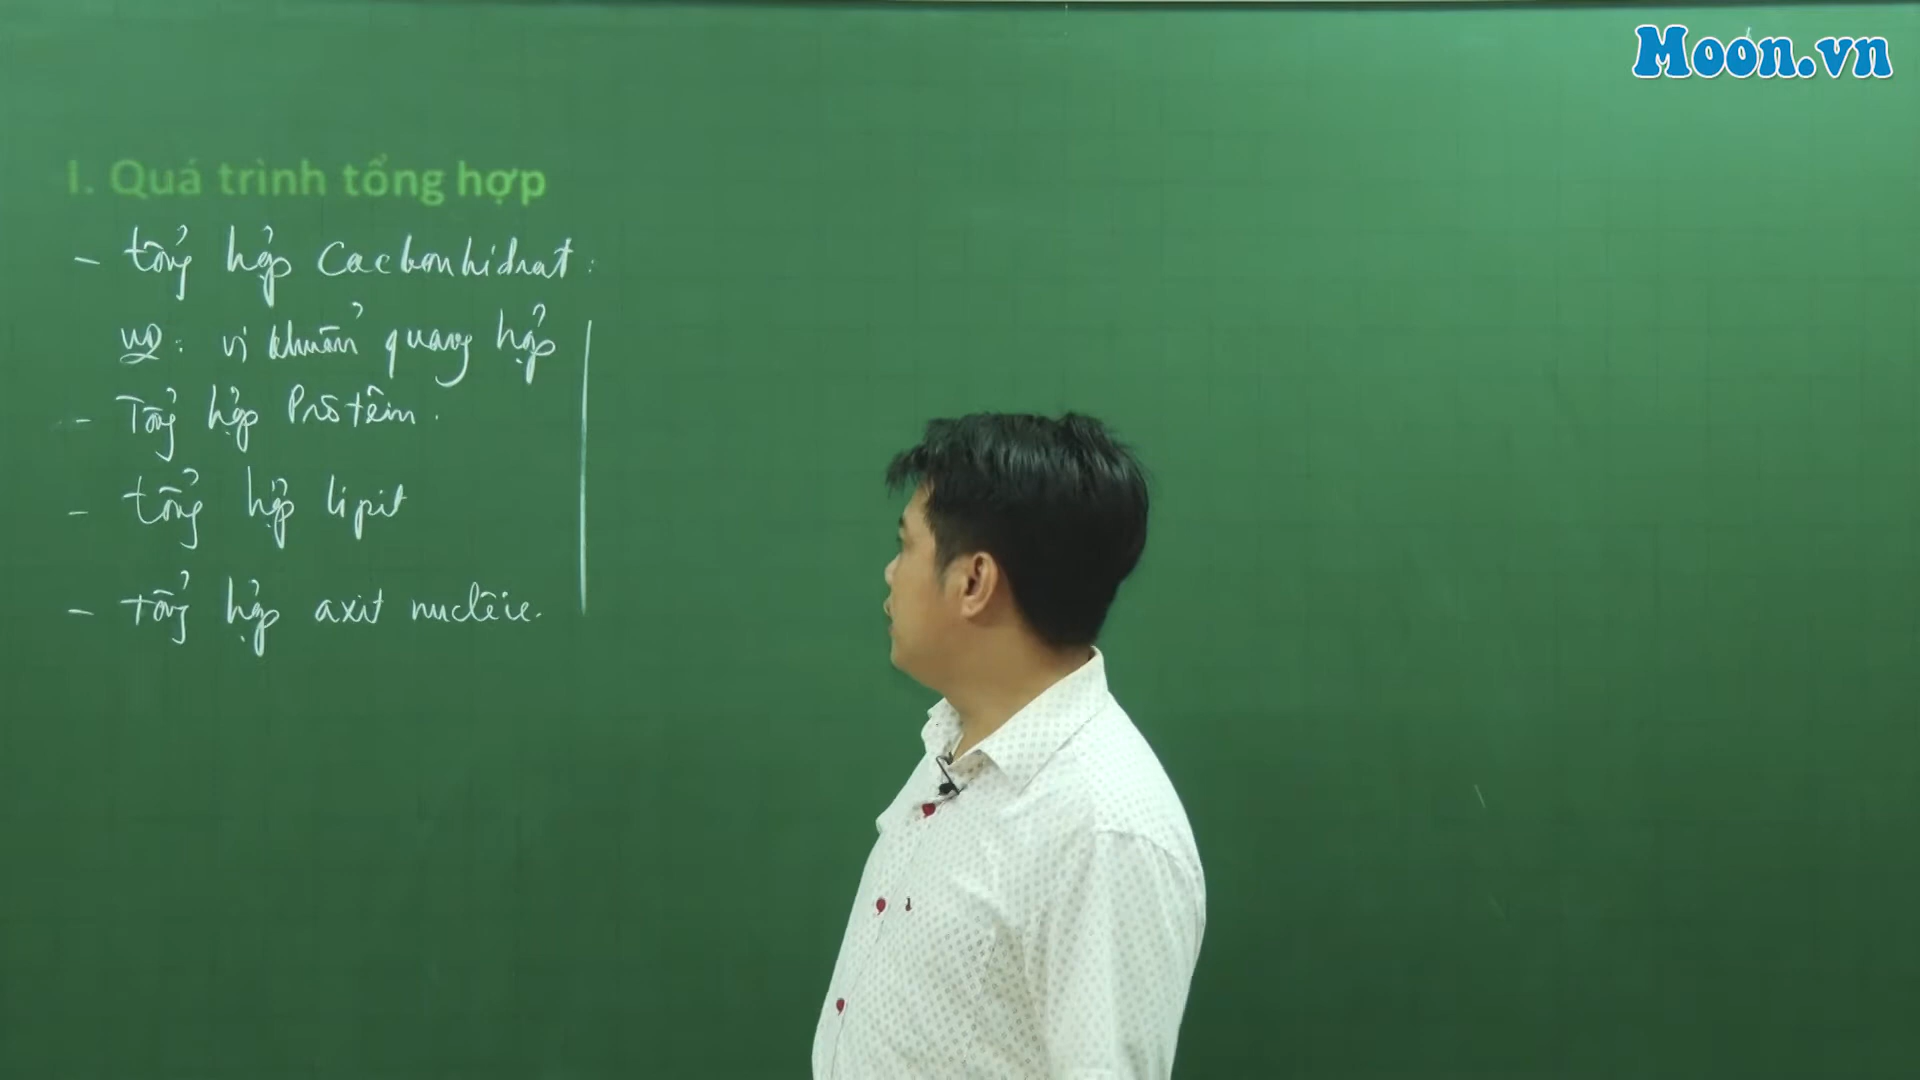 Moon.vn
I. Quá trình tổng hợp
- tổng hợp Cacbonhidrat:
VD: vi khuẩn quang hợp
- Tổng hợp Prôtêin.
- tổng hợp lipit
- tổng hợp axit nuclêic.